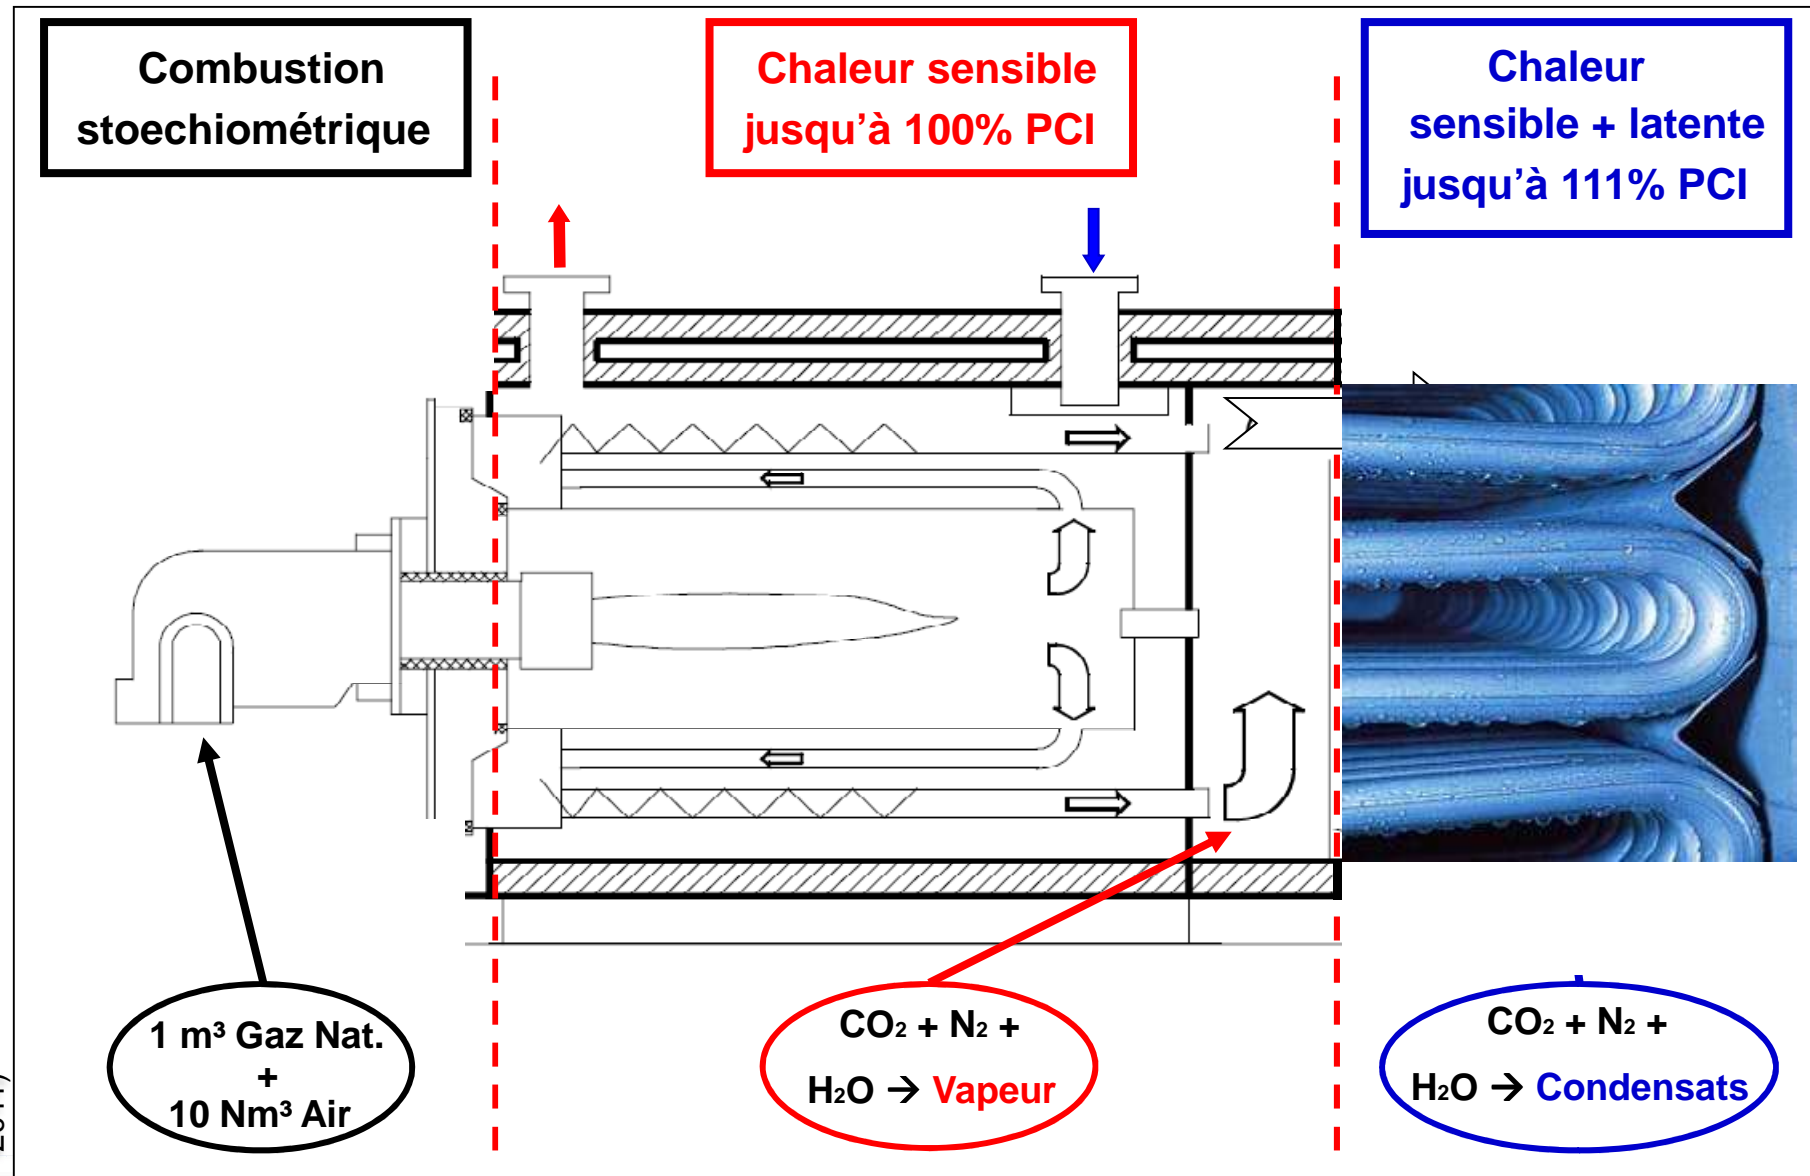 Combustion
stoechiométrique
Chaleur sensible
jusqu’à 100% PCI
Chaleur
sensible + latente
jusqu’à 111% PCI
1 m³ Gaz Nat.
+
10 Nm³ Air
CO₂ + N₂ +
H₂O → Vapeur
CO₂ + N₂ +
H₂O → Condensats